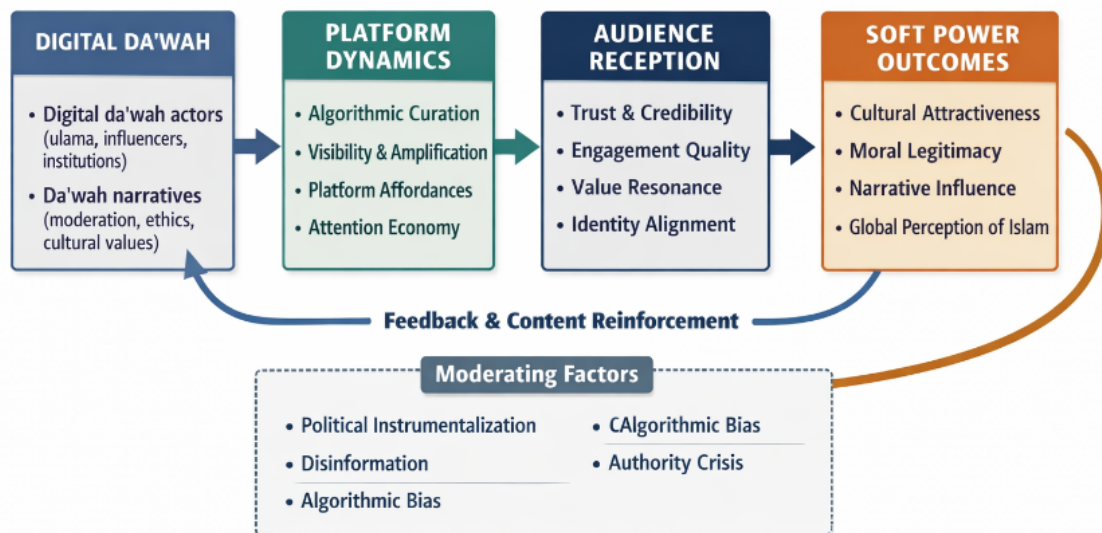 DIGITAL DA'WAH
• Digital da'wah actors
(ulama, influencers,
institutions)
• Da'wah narratives
(moderation, ethics,
cultural values)
PLATFORM
DYNAMICS
• Algorithmic Curation
• Visibility & Amplification
• Platform Affordances
• Attention Economy
AUDIENCE
RECEPTION
• Trust & Credibility
• Engagement Quality
• Value Resonance
• Identity Alignment
SOFT POWER
OUTCOMES
• Cultural Attractiveness
• Moral Legitimacy
• Narrative Influence
• Global Perception of Islam
Feedback & Content Reinforcement
Moderating Factors
• Political Instrumentalization
• Disinformation
• Algorithmic Bias
• CAlgorithmic Bias
• Authority Crisis